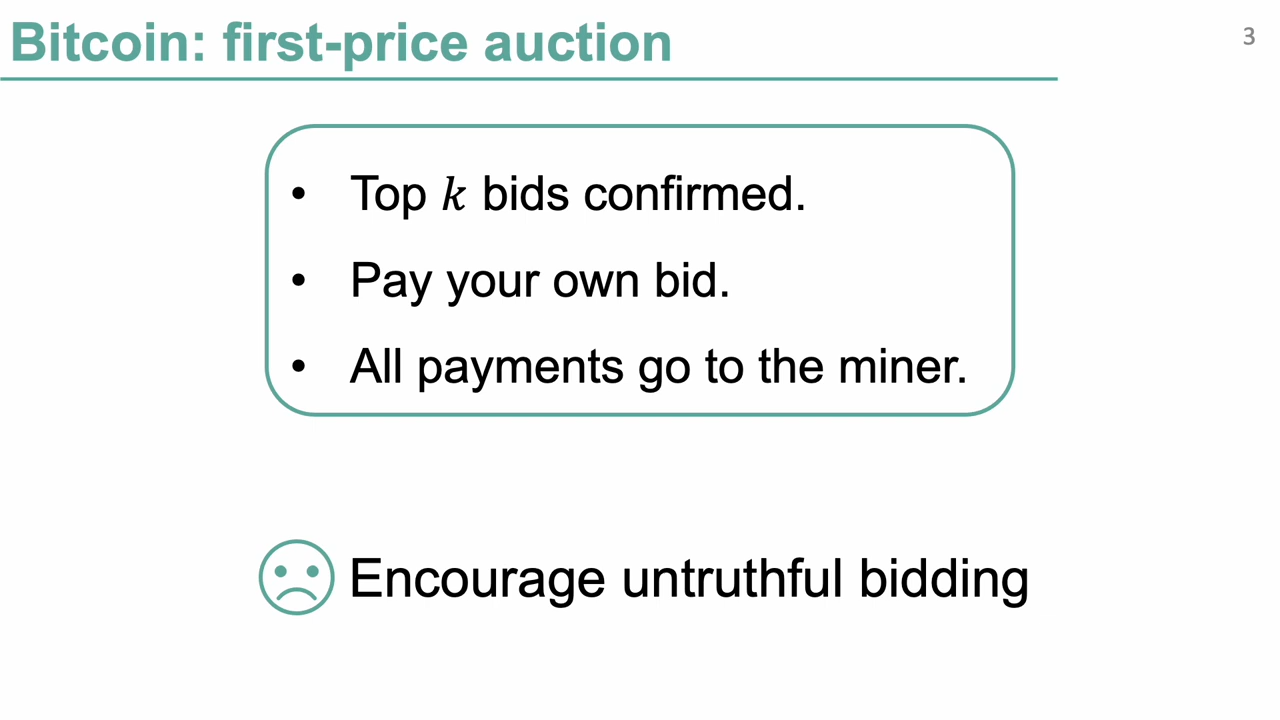 Bitcoin: first-price auction
3
• Top k bids confirmed.
• Pay your own bid.
• All payments go to the miner.
Encourage untruthful bidding